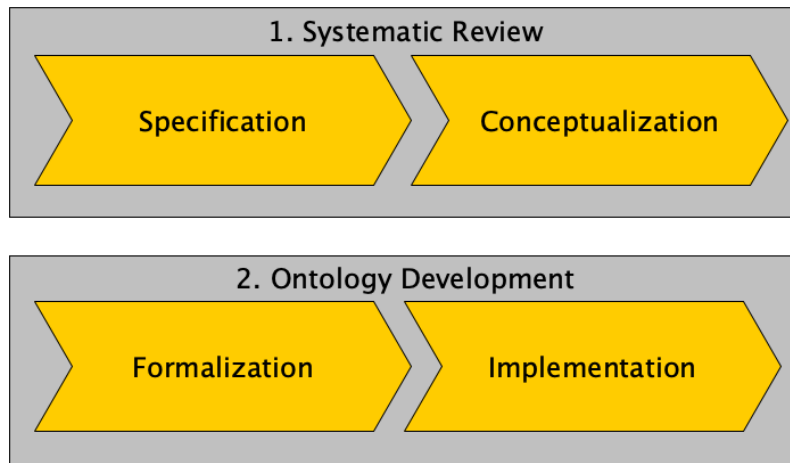 1. Systematic Review
Specification
Conceptualization
2. Ontology Development
Formalization
Implementation